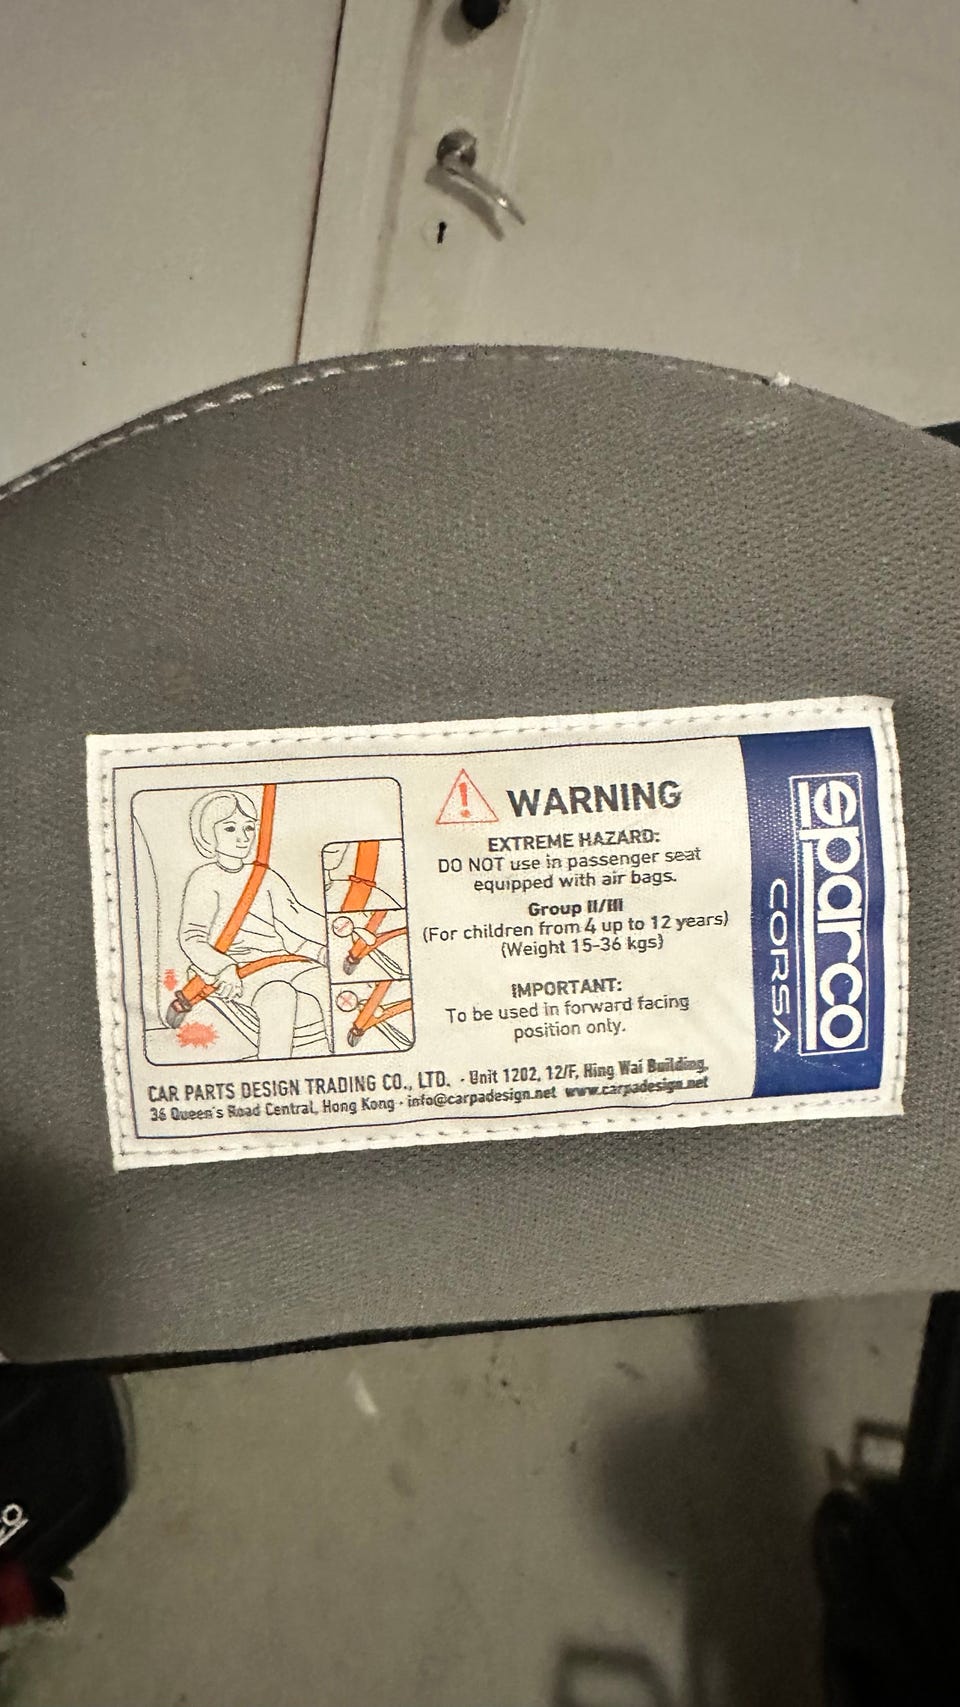 WARNING
EXTREME HAZARD:
DO NOT use in passenger seat
equipped with air bags.
Group II/III
(For children from 4 up to 12 years)
(Weight 15-36 kgs)
IMPORTANT:
To be used in forward facing
position only.
CAR PARTS DESIGN TRADING CO., LTD. · Unit 1202, 12/F, Hing Wai Building,
36 Queen's Road Central, Hong Kong · info@carpadesign.net www.carpadesign.net
sparco
CORSA